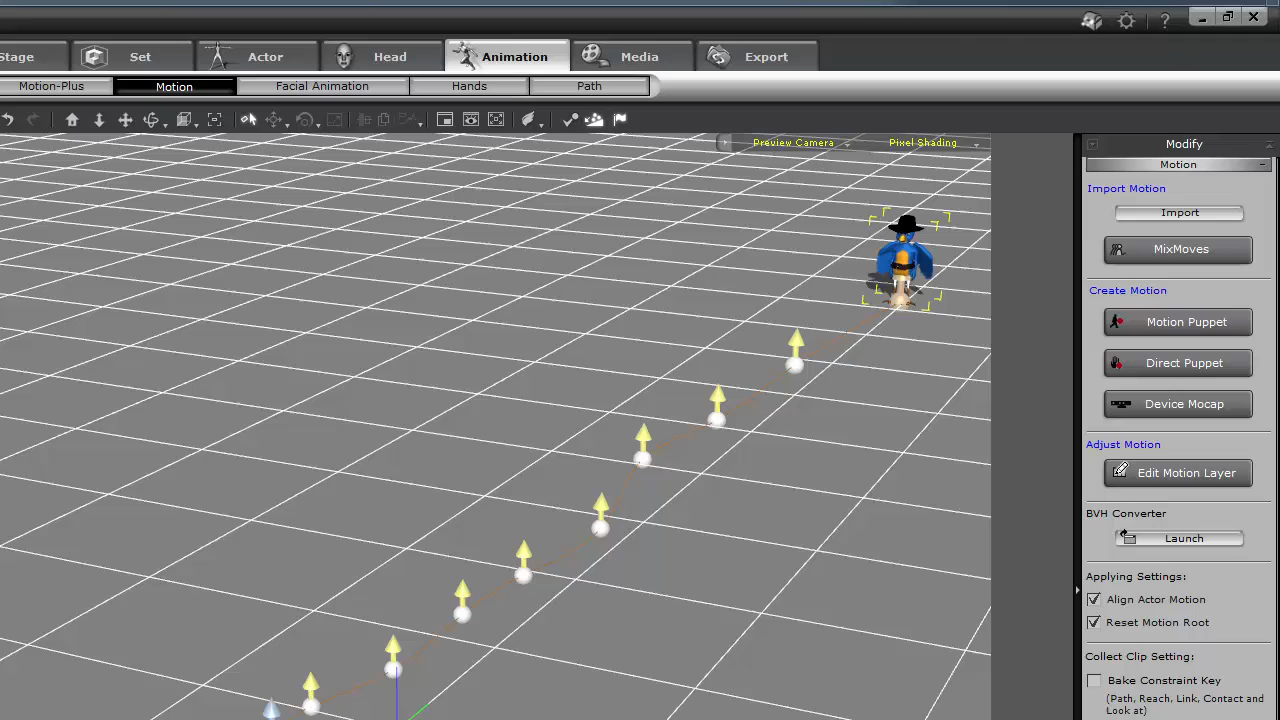 Stage Set Actor Head Animation Media Export
Motion-Plus Motion Facial Animation Hands Path
Preview Camera Pixel Shading
Modify
Motion
Import Motion
Import
MixMoves
Create Motion
Motion Puppet
Direct Puppet
Device Mocap
Adjust Motion
Edit Motion Layer
BVH Converter
Launch
Applying Settings:
Align Actor Motion
Reset Motion Root
Collect Clip Setting:
Bake Constraint Key
(Path, Reach, Link, Contact and
Look at)